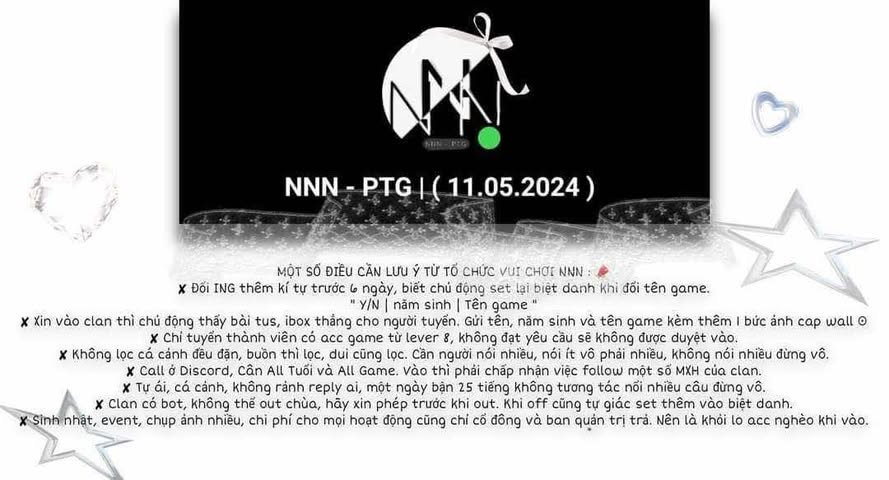 NNN
NNN - PTG
NNN - PTG | ( 11.05.2024 )
MỘT SỐ ĐIỀU CẦN LƯU Ý TỪ TỔ CHỨC VUI CHƠI NNN :
✘ Đổi ING thêm kí tự trước 6 ngày, biết chủ động set lại biệt danh khi đổi tên game.
" Y/N | năm sinh | Tên game "
✘ Xin vào clan thì chủ động thấy bài tus, ibox thẳng cho người tuyển. Gửi tên, năm sinh và tên game kèm thêm 1 bức ảnh cap wall ⊙
✘ Chỉ tuyển thành viên có acc game từ lever 8, không đạt yêu cầu sẽ không được duyệt vào.
✘ Không lọc cá cảnh đều đặn, buồn thì lọc, dui cũng lọc. Cần người nói nhiều, nói ít vô phải nhiều, không nói nhiều đừng vô.
✘ Call ở Discord, Cân All Tuổi và All Game. vào thì phải chấp nhận việc follow một số MXH của clan.
✘ Tự ái, cá cảnh, không rảnh reply ai, một ngày bận 25 tiếng không tương tác nổi nhiều câu đừng vô.
✘ Clan có bot, không thể out chùa, hãy xin phép trước khi out. Khi off cũng tự giác set thêm vào biệt danh.
✘ Sinh nhật, event, chụp ảnh nhiều, chi phí cho mọi hoạt động cũng chỉ cổ đông và ban quản trị trả. Nên là khỏi lo acc nghèo khi vào.